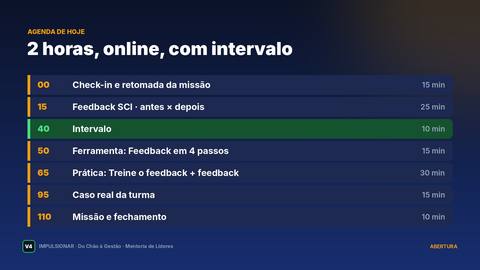 AGENDA DE HOJE
2 horas, online, com intervalo
00 Check-in e retomada da missão 15 min
15 Feedback SCI · antes × depois 25 min
40 Intervalo 10 min
50 Ferramenta: Feedback em 4 passos 15 min
65 Prática: Treine o feedback + feedback 30 min
95 Caso real da turma 15 min
110 Missão e fechamento 10 min
V4 IMPULSIONAR · Do Chão à Gestão · Mentoria de Líderes ABERTURA